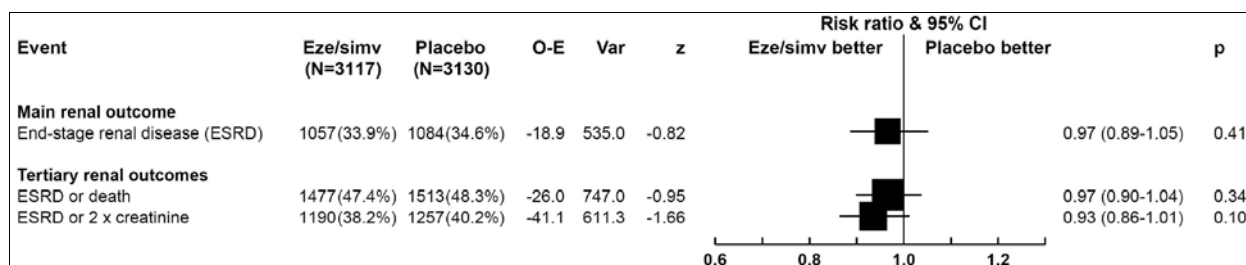 Risk ratio & 95% CI
Event Eze/simv Placebo O-E Var z Eze/simv better Placebo better p
(N=3117) (N=3130)
Main renal outcome
End-stage renal disease (ESRD) 1057(33.9%) 1084(34.6%) -18.9 535.0 -0.82 0.97 (0.89-1.05) 0.41
Tertiary renal outcomes
ESRD or death 1477(47.4%) 1513(48.3%) -26.0 747.0 -0.95 0.97 (0.90-1.04) 0.34
ESRD or 2 x creatinine 1190(38.2%) 1257(40.2%) -41.1 611.3 -1.66 0.93 (0.86-1.01) 0.10
0.6 0.8 1.0 1.2